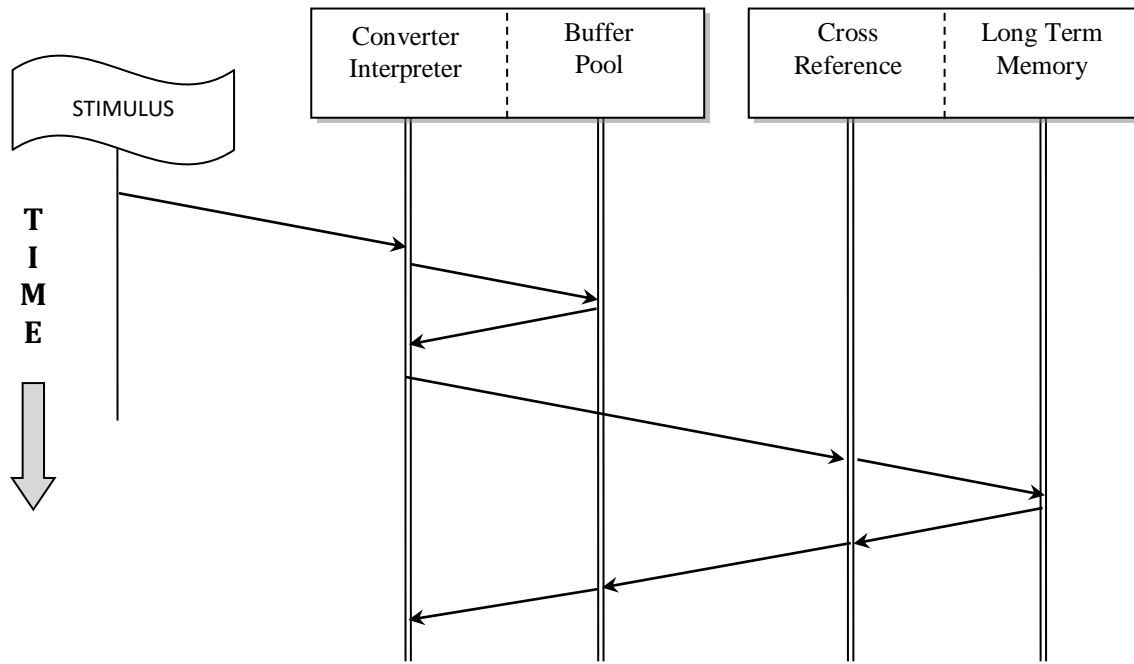 Converter
Interpreter
Buffer
Pool
Cross
Reference
Long Term
Memory
STIMULUS
T
I
M
E